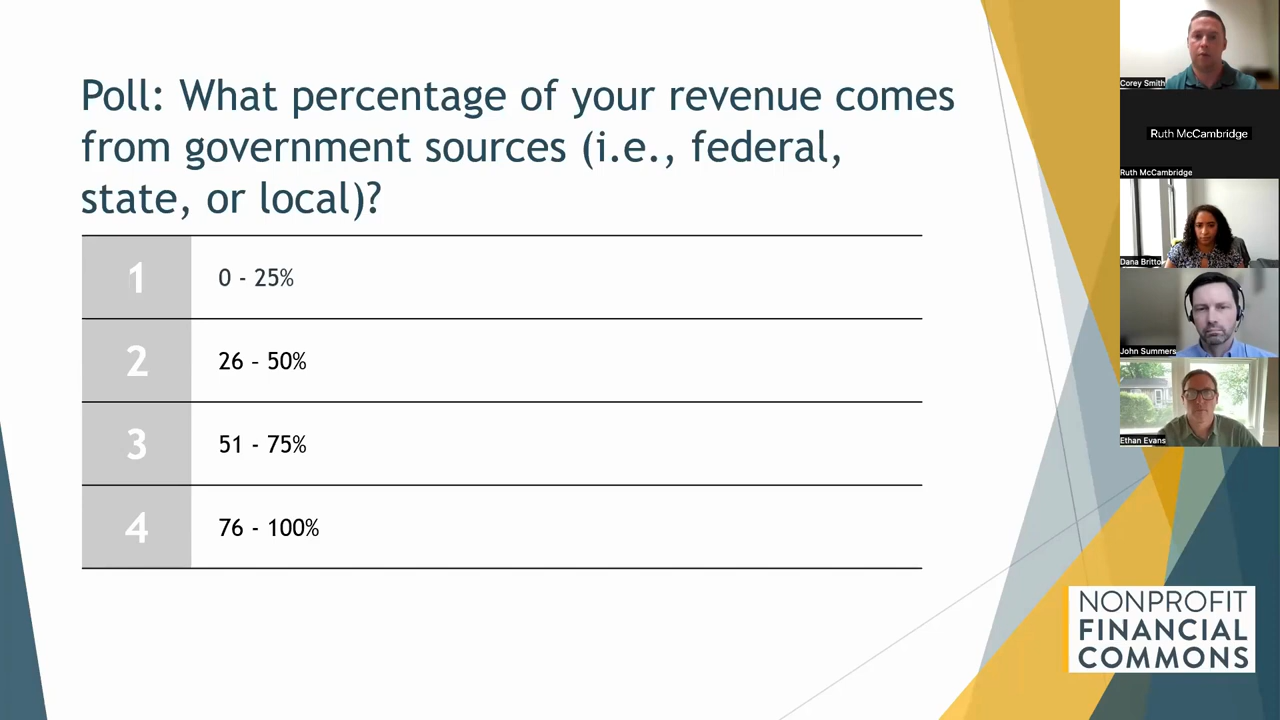 Poll: What percentage of your revenue comes
from government sources (i.e., federal,
state, or local)?
1 0 - 25%
2 26 - 50%
3 51 - 75%
4 76 - 100%
Corey Smith
Ruth McCambridge
Ruth McCambridge
Dana Britto
John Summers
Ethan Evans
NONPROFIT
FINANCIAL
COMMONS